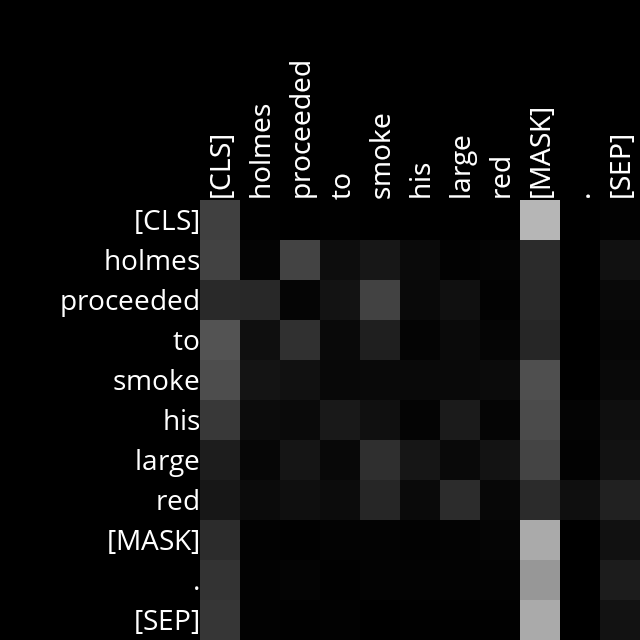 [CLS] holmes proceeded to smoke his large red [MASK] . [SEP]
[CLS]
holmes
proceeded
to
smoke
his
large
red
[MASK]
.
[SEP]